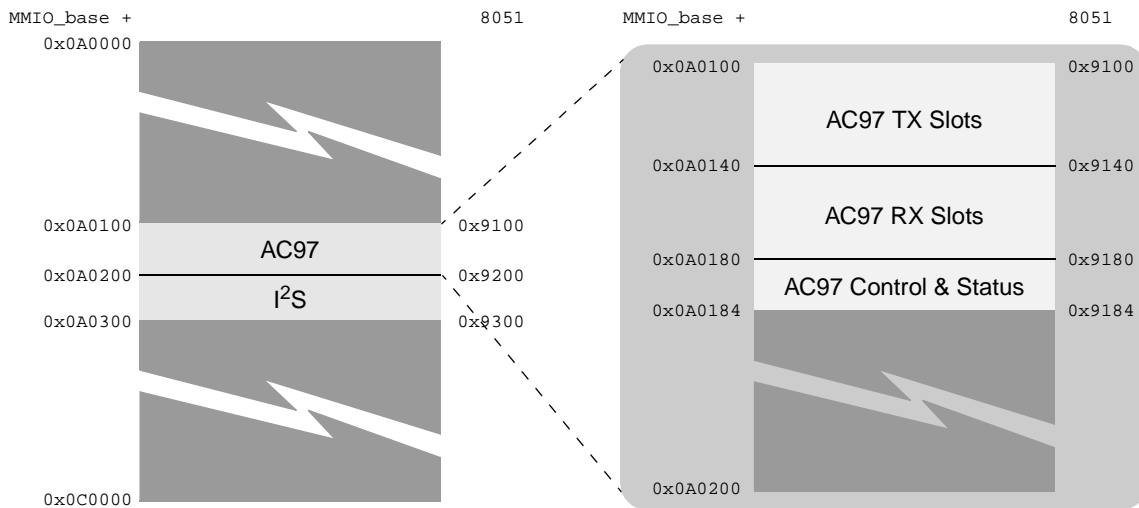 MMIO_base + 8051 MMIO_base + 8051
0x0A0000
0x0A0100 0x9100
AC97 TX Slots
0x0A0140 0x9140
AC97 RX Slots
0x0A0100 0x9100
AC97
0x0A0180 0x9180
0x0A0200 0x9200
AC97 Control & Status
I²S
0x0A0184 0x9184
0x0A0300 0x9300
0x0A0200
0x0C0000